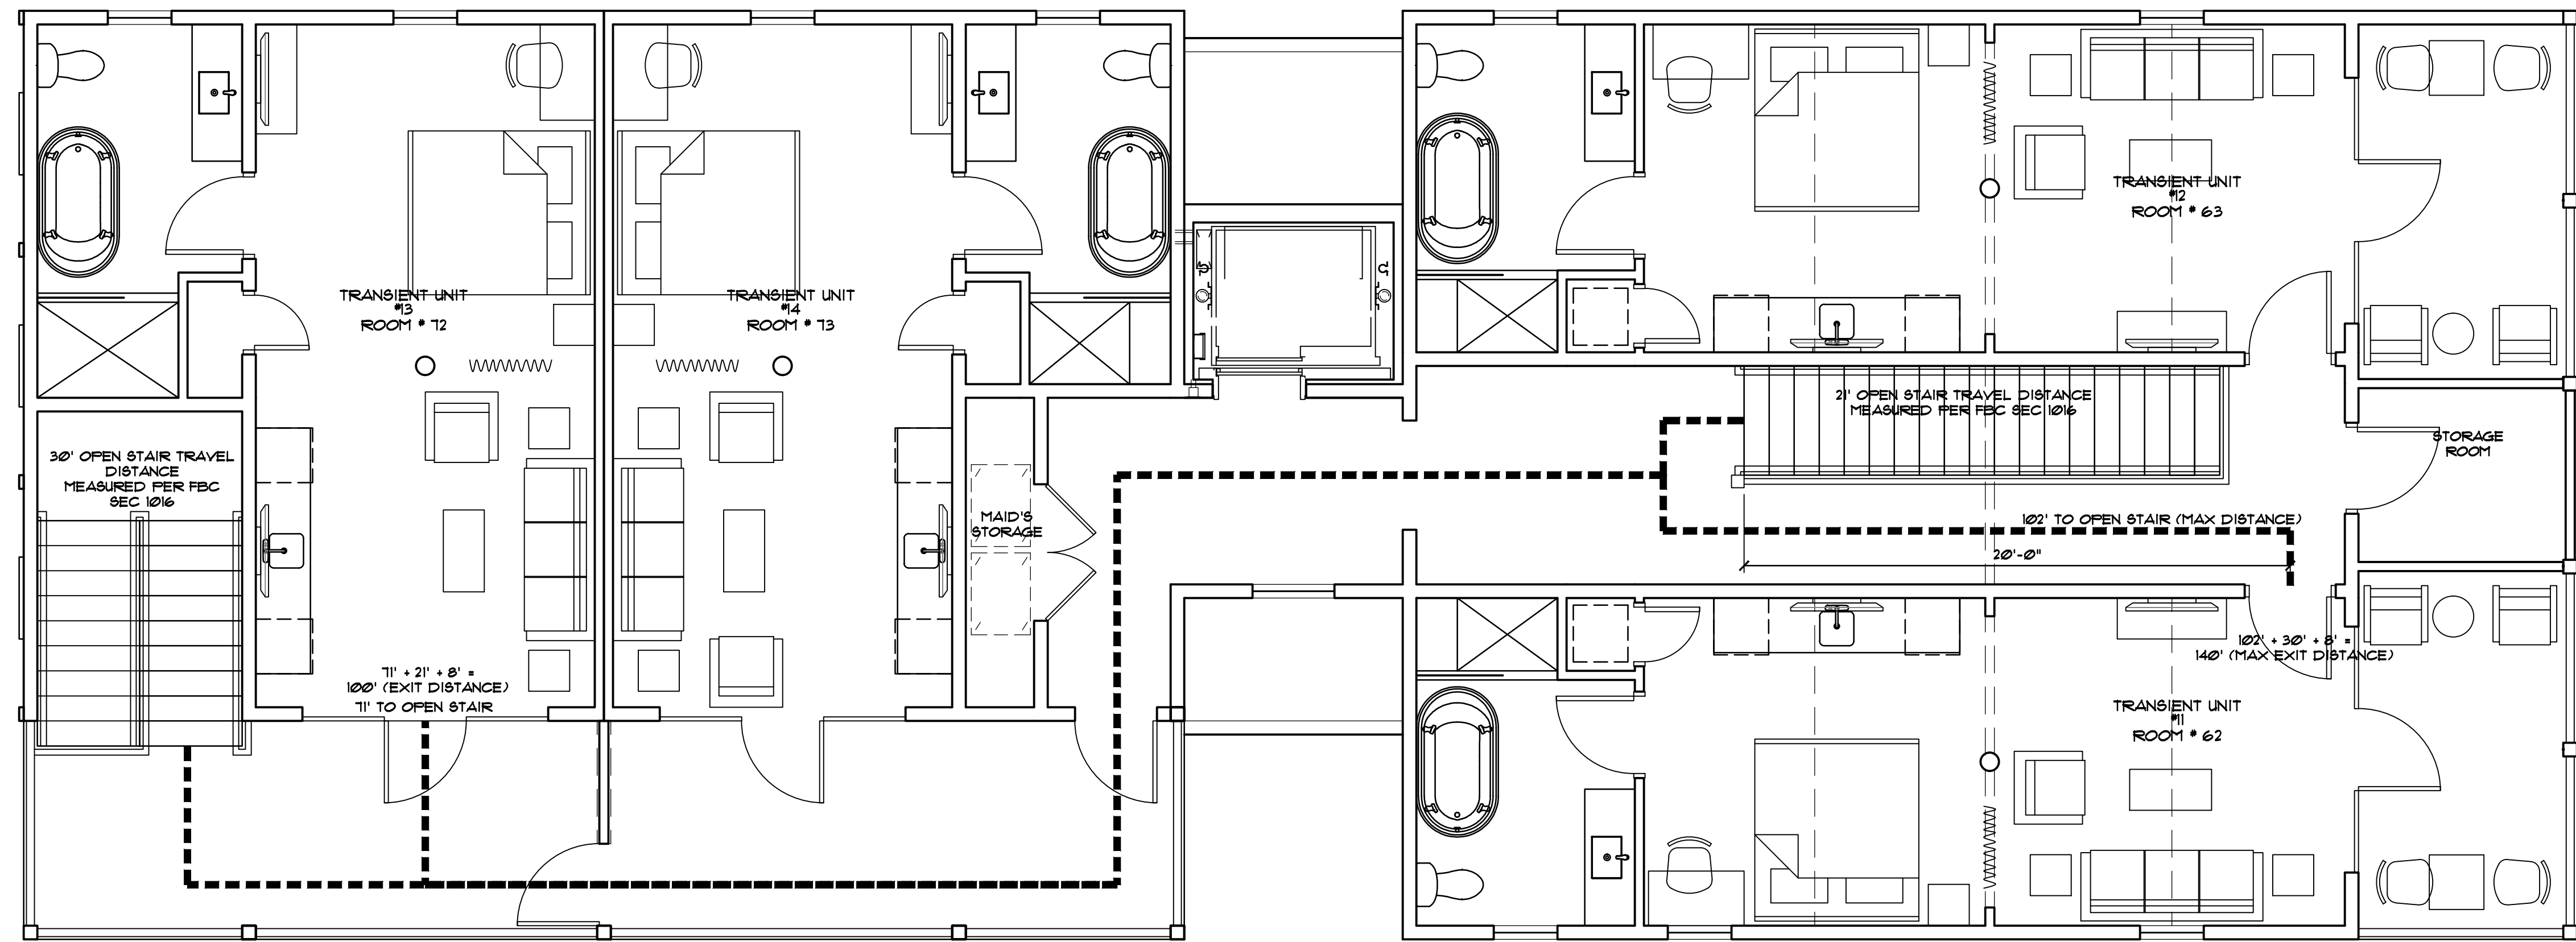 TRANSIENT UNIT
#12
ROOM # 63
TRANSIENT UNIT
#13
ROOM # 72
TRANSIENT UNIT
#14
ROOM # 73
21' OPEN STAIR TRAVEL DISTANCE
MEASURED PER FBC SEC 1016
STORAGE
ROOM
30' OPEN STAIR TRAVEL
DISTANCE
MEASURED PER FBC
SEC 1016
MAID'S
STORAGE
102' TO OPEN STAIR (MAX DISTANCE)
20'-0"
102' + 30' + 8' =
140' (MAX EXIT DISTANCE)
71' + 21' + 8' =
100' (EXIT DISTANCE)
71' TO OPEN STAIR
TRANSIENT UNIT
#11
ROOM # 62